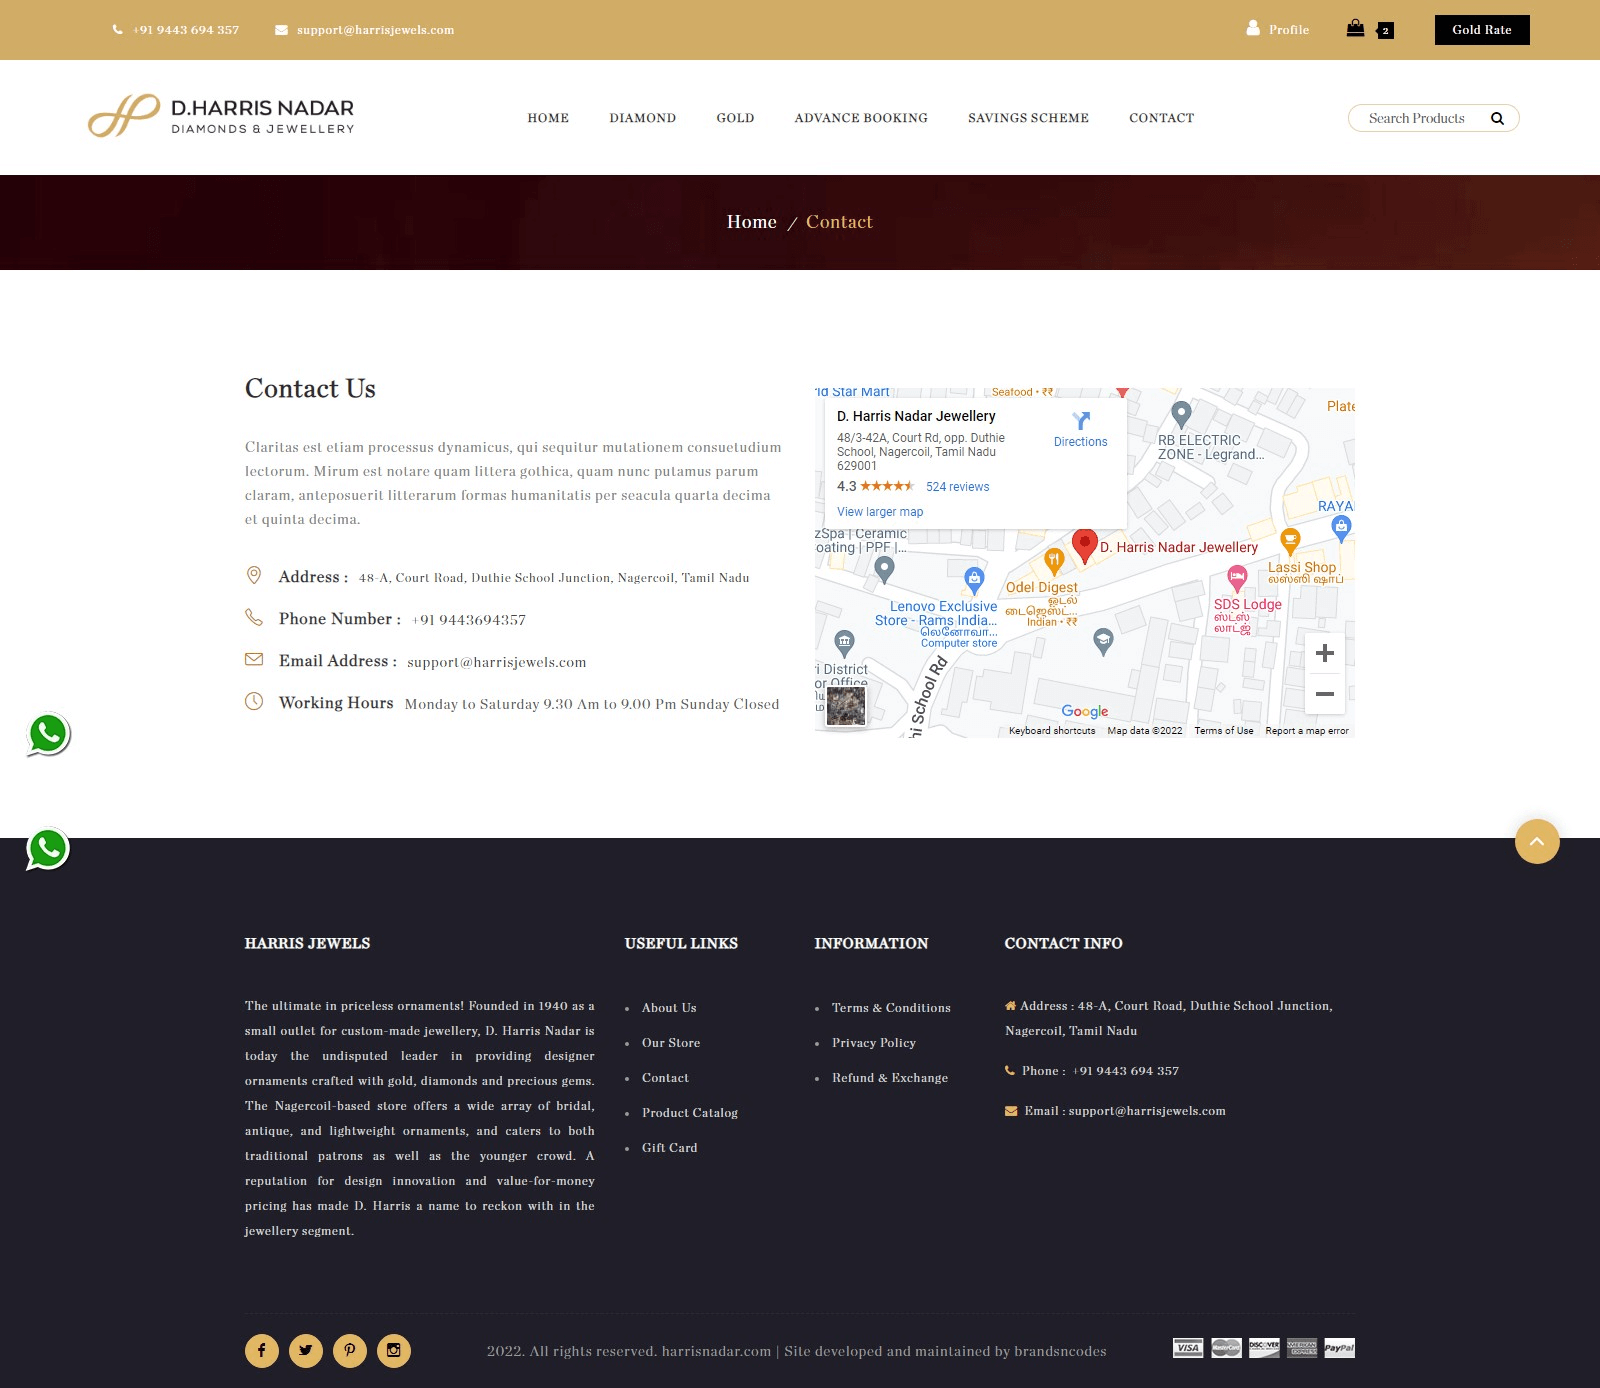 +91 9443 694 357
support@harrisjewels.com
Profile
2
Gold Rate
D.HARRIS NADAR
DIAMONDS & JEWELLERY
HOME
DIAMOND
GOLD
ADVANCE BOOKING
SAVINGS SCHEME
CONTACT
Search Products
Home / Contact
Contact Us
Claritas est etiam processus dynamicus, qui sequitur mutationem consuetudium
lectorum. Mirum est notare quam littera gothica, quam nunc putamus parum
claram, anteposuerit litterarum formas humanitatis per seacula quarta decima
et quinta decima.
Address : 48-A, Court Road, Duthie School Junction, Nagercoil, Tamil Nadu
Phone Number : +91 9443694357
Email Address : support@harrisjewels.com
Working Hours Monday to Saturday 9.30 Am to 9.00 Pm Sunday Closed
ld Star Mart
Seafood • ₹₹
Plate
D. Harris Nadar Jewellery
48/3-42A, Court Rd, opp. Duthie
School, Nagercoil, Tamil Nadu
629001
4.3
524 reviews
View larger map
Directions
RB ELECTRIC
ZONE - Legrand...
RAYA
zSpa | Ceramic
oating | PPF |...
D. Harris Nadar Jewellery
Lassi Shop
லஸ்ஸி ஷாப்
Odel Digest
ஓடல்
டைஜெஸ்ட்...
Indian • ₹₹
Lenovo Exclusive
Store - Rams India...
லெனோவா...
Computer store
SDS Lodge
ஸ்டீஸ்
லாட்ஜ்
i District
or Office
hi School Rd
Google
Keyboard shortcuts
Map data ©2022
Terms of Use
Report a map error
HARRIS JEWELS
The ultimate in priceless ornaments! Founded in 1940 as a
small outlet for custom-made jewellery, D. Harris Nadar is
today the undisputed leader in providing designer
ornaments crafted with gold, diamonds and precious gems.
The Nagercoil-based store offers a wide array of bridal,
antique, and lightweight ornaments, and caters to both
traditional patrons as well as the younger crowd. A
reputation for design innovation and value-for-money
pricing has made D. Harris a name to reckon with in the
jewellery segment.
USEFUL LINKS
About Us
Our Store
Contact
Product Catalog
Gift Card
INFORMATION
Terms & Conditions
Privacy Policy
Refund & Exchange
CONTACT INFO
Address : 48-A, Court Road, Duthie School Junction,
Nagercoil, Tamil Nadu
Phone : +91 9443 694 357
Email : support@harrisjewels.com
2022. All rights reserved. harrisnadar.com | Site developed and maintained by brandsncodes
VISA
MasterCard
DISCOVER
AMERICAN EXPRESS
PayPal